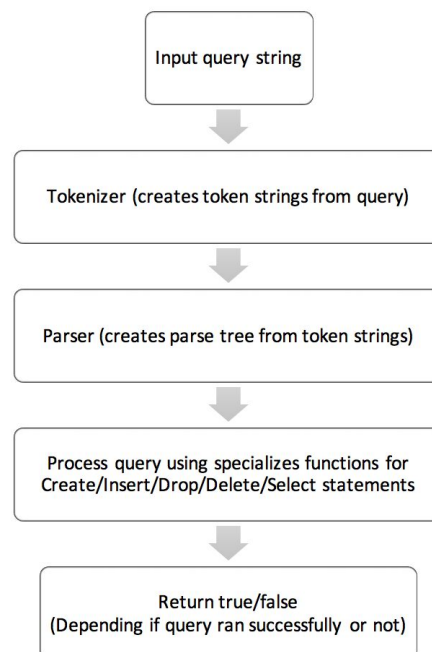 Input query string
Tokenizer (creates token strings from query)
Parser (creates parse tree from token strings)
Process query using specializes functions for
Create/Insert/Drop/Delete/Select statements
Return true/false
(Depending if query ran successfully or not)